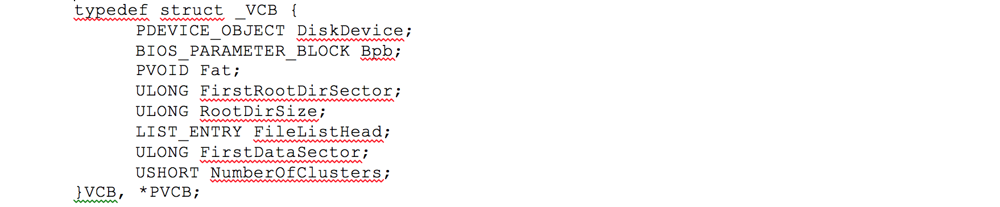 typedef struct _VCB {
PDEVICE_OBJECT DiskDevice;
BIOS_PARAMETER_BLOCK Bpb;
PVOID Fat;
ULONG FirstRootDirSector;
ULONG RootDirSize;
LIST_ENTRY FileListHead;
ULONG FirstDataSector;
USHORT NumberOfClusters;
}VCB, *PVCB;